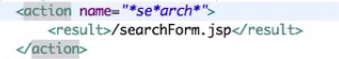 <action name="*se*arch*">
<result>/searchForm.jsp</result>
</action>